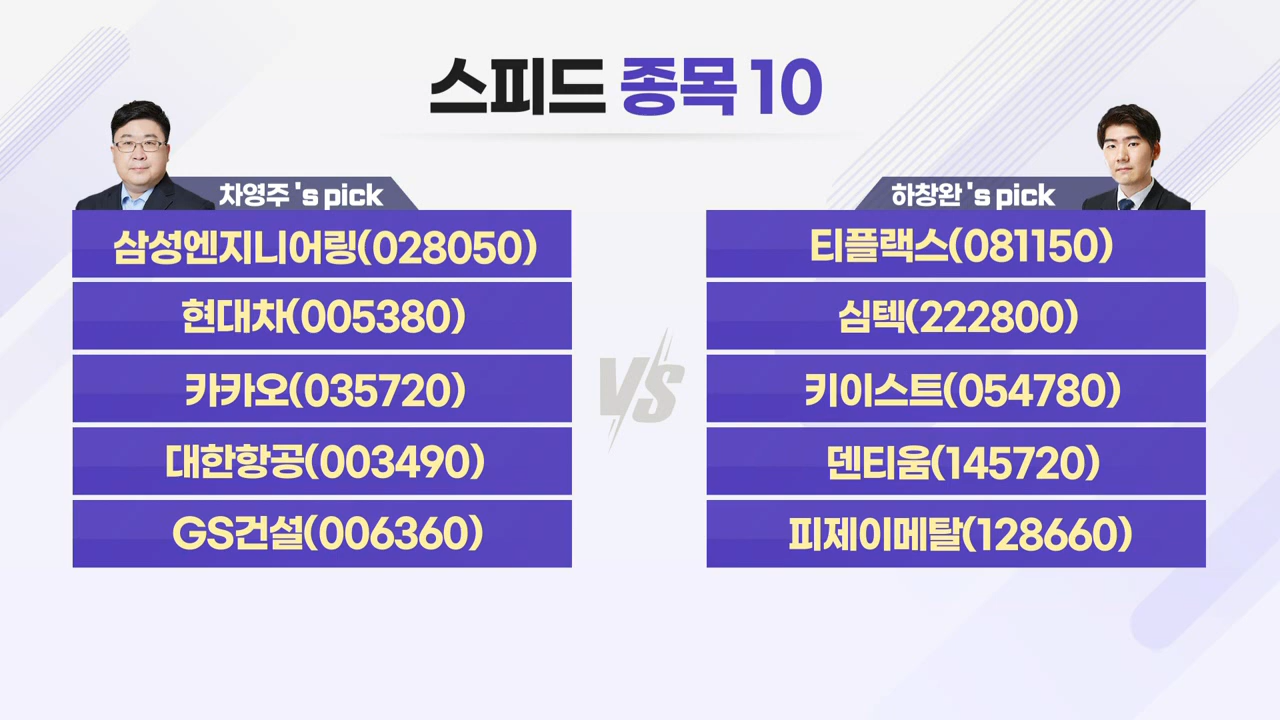 스피드 종목 10
차영주 's pick
삼성엔지니어링(028050)
현대차(005380)
카카오(035720)
대한항공(003490)
GS건설(006360)
VS
하창완 's pick
티플랙스(081150)
심텍(222800)
키이스트(054780)
덴티움(145720)
피제이메탈(128660)